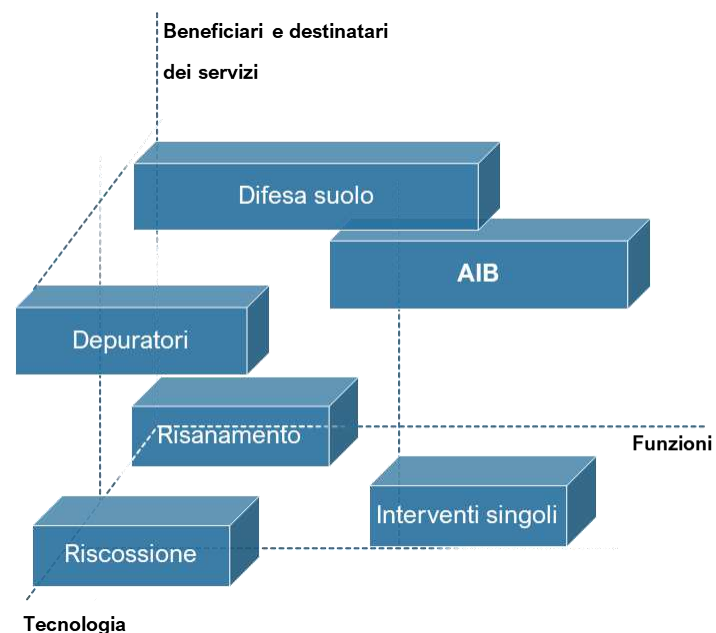 Beneficiari e destinatari
dei servizi
Difesa suolo
AIB
Depuratori
Risanamento
Funzioni
Interventi singoli
Riscossione
Tecnologia